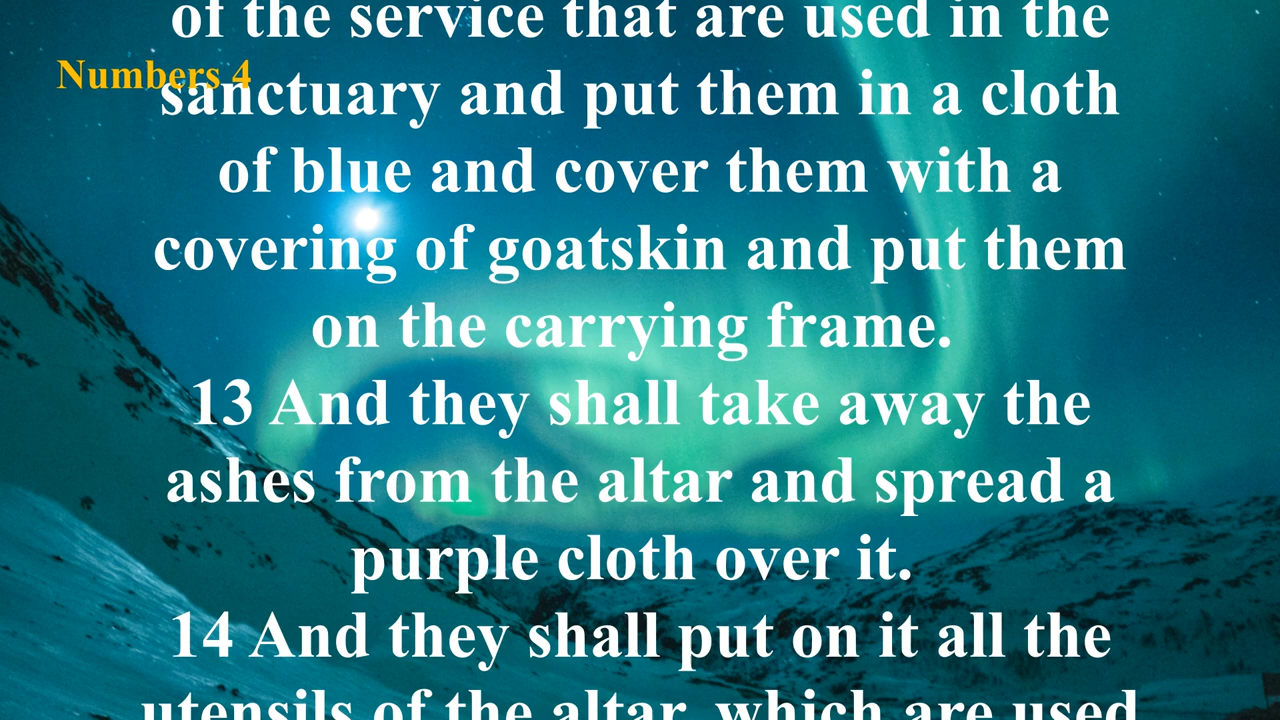 of the service that are used in the
Numbers 4
sanctuary and put them in a cloth
of blue and cover them with a
covering of goatskin and put them
on the carrying frame.
13 And they shall take away the
ashes from the altar and spread a
purple cloth over it.
14 And they shall put on it all the
utensils of the altar, which are used